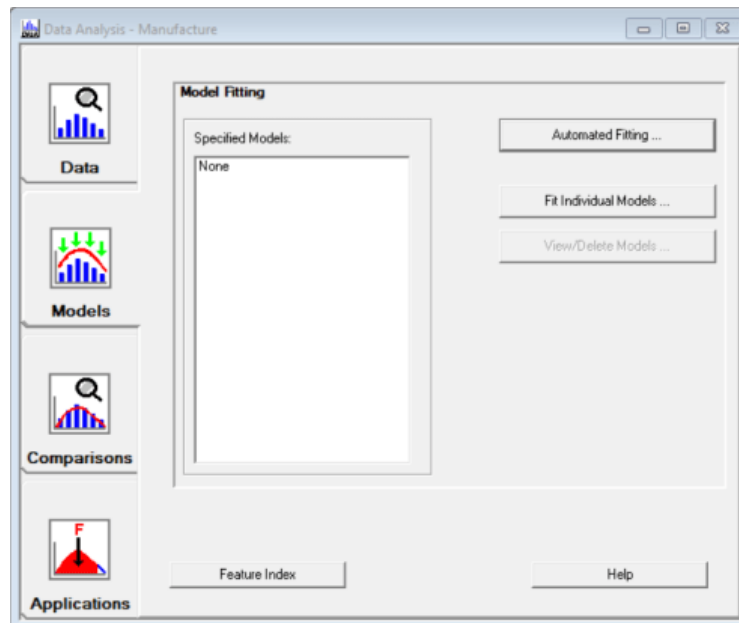 Data Analysis - Manufacture
Data
Models
Comparisons
F
Applications
Model Fitting
Specified Models:
None
Automated Fitting ...
Fit Individual Models ...
View/Delete Models ...
Feature Index
Help